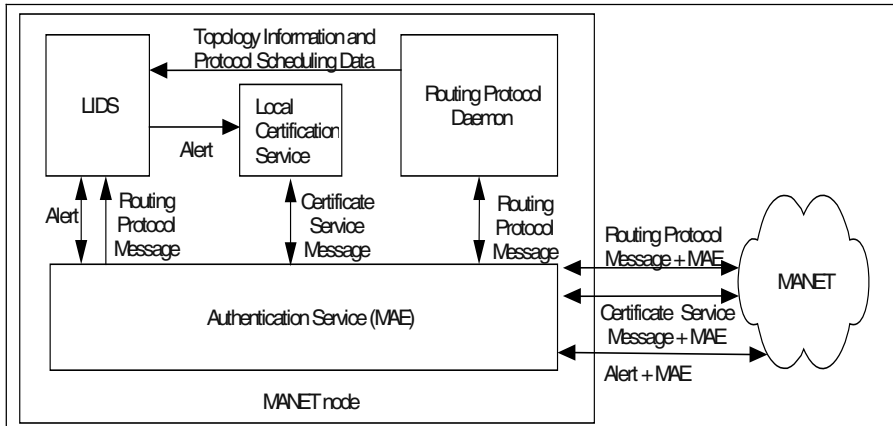 Topology Information and
Protocol Scheduling Data
LIDS
Local
Certification
Service
Routing Protocol
Daemon
Alert
Alert
Routing
Protocol
Message
Certificate
Service
Message
Routing
Protocol
Message
Routing Protocol
Message + MAE
MANET
Authentication Service (MAE)
Certificate Service
Message + MAE
Alert + MAE
MANET node